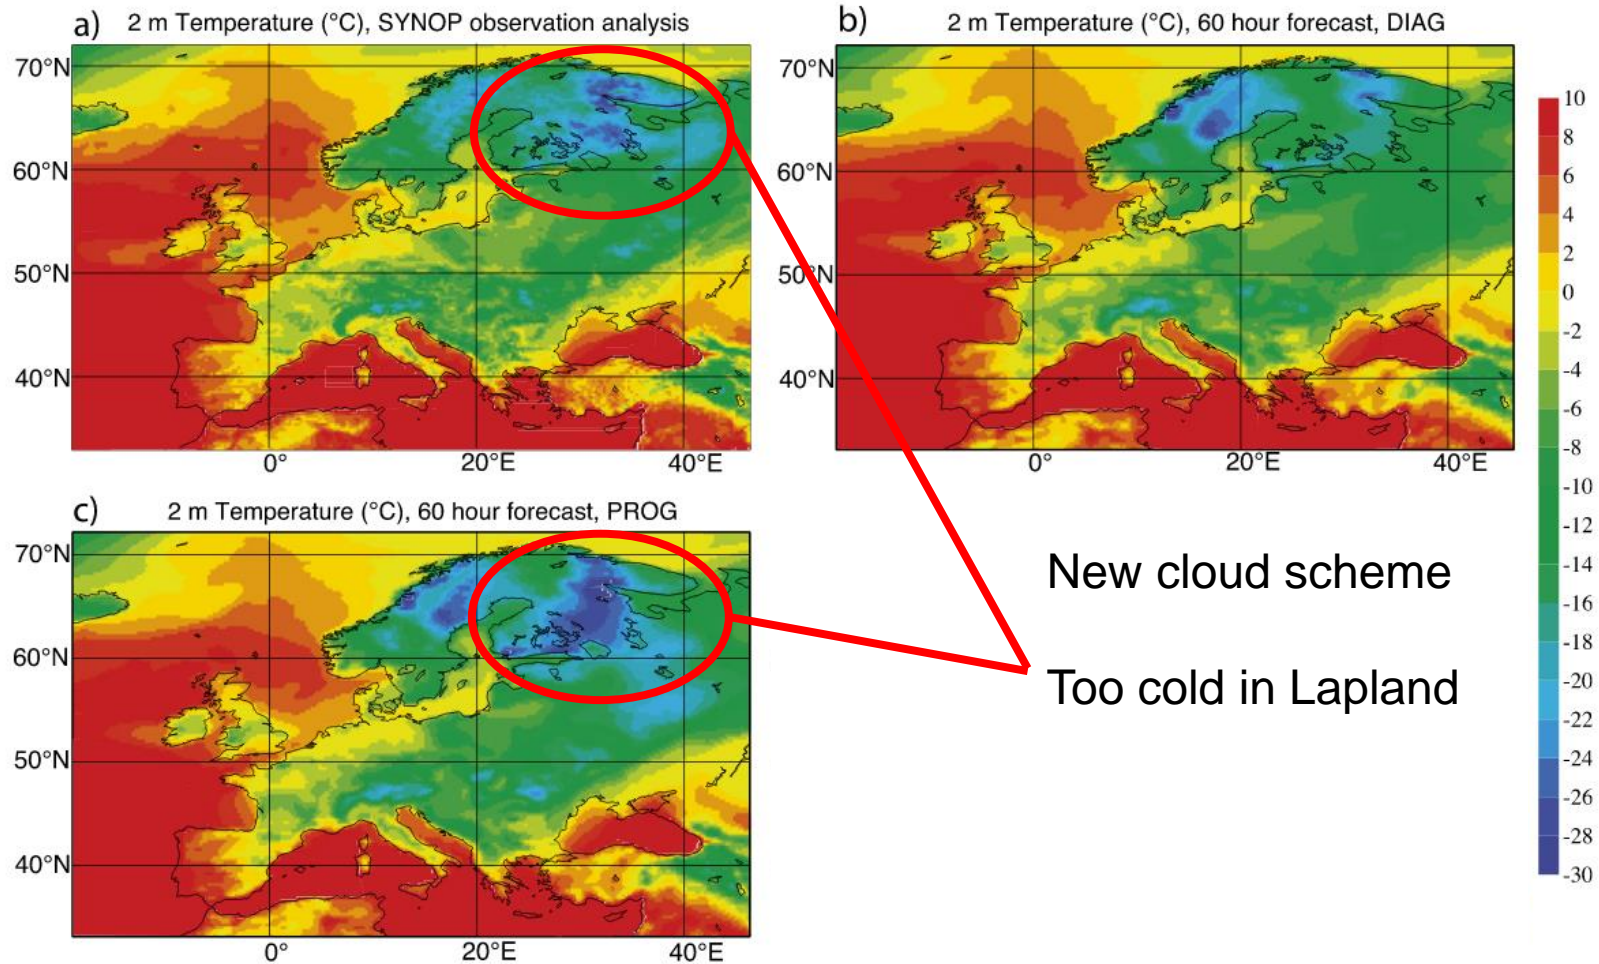 a) 2 m Temperature (°C), SYNOP observation analysis
70°N
60°N
50°N
40°N
0° 20°E 40°E
b) 2 m Temperature (°C), 60 hour forecast, DIAG
70°N
60°N
50°N
40°N
0° 20°E 40°E
10
8
6
4
2
0
-2
-4
-6
-8
-10
-12
-14
-16
-18
-20
-22
-24
-26
-28
-30
c) 2 m Temperature (°C), 60 hour forecast, PROG
70°N
60°N
50°N
40°N
0° 20°E 40°E
New cloud scheme
Too cold in Lapland